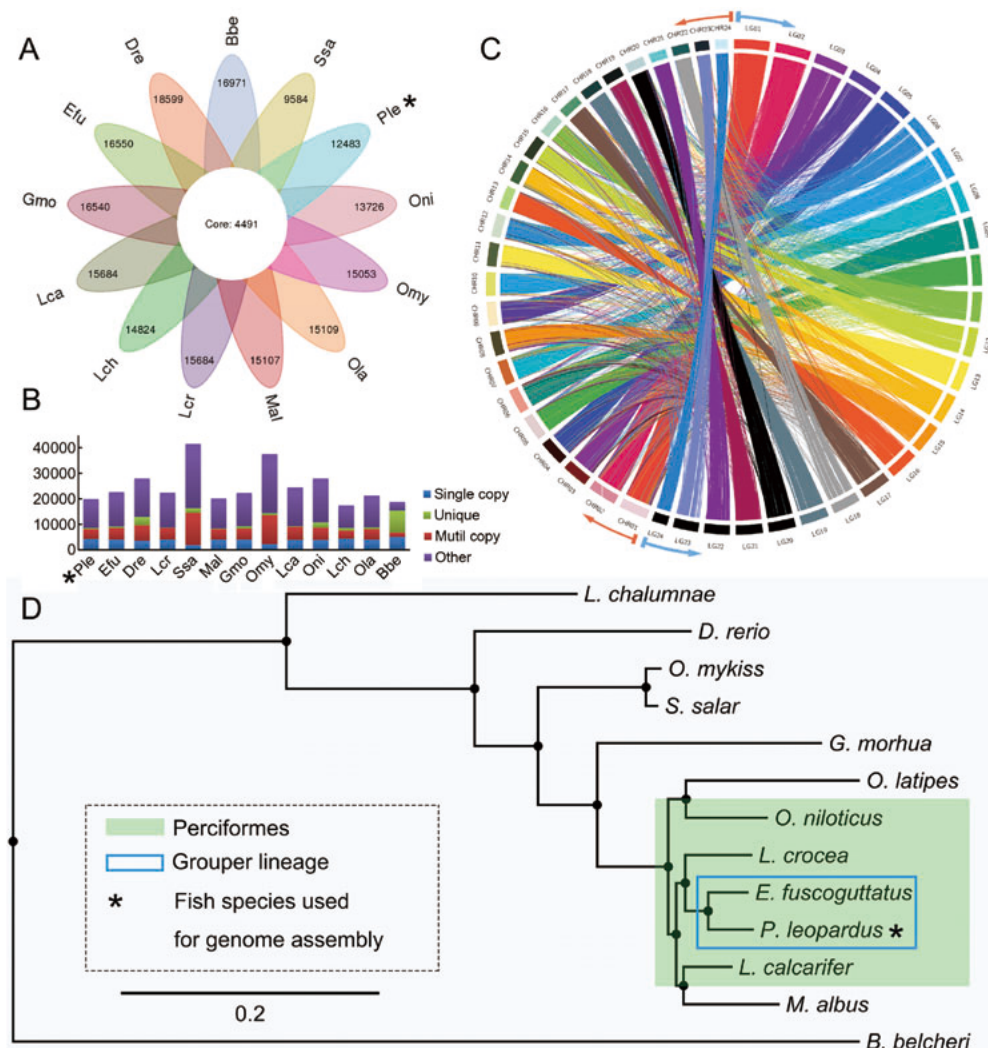 A
Bbe
Dre
Ssa
Efu
Ple *
Gmo
Oni
Lca
Omy
Lch
Ola
Lcr
Mal
16971
18599
9584
16550
12483
16540
13726
15684
15053
14824
15109
15684
15107
Core: 4491
B
40000
30000
20000
10000
0
Single copy
Unique
Mutil copy
Other
* Ple Efu Dre Lcr Ssa Mal Gmo Omy Lca Oni Lch Ola Bbe
C
LG01
LG02
LG03
LG04
LG05
LG06
LG07
LG08
LG13
LG14
LG15
LG16
LG17
LG18
LG19
LG20
LG21
LG22
LG23
LG24
CHR01
CHR02
CHR03
CHR04
CHR05
CHR06
CHR07
CHR08
CHR09
CHR10
CHR11
CHR12
CHR13
CHR14
CHR15
CHR16
CHR17
CHR18
CHR19
CHR20
CHR21
CHR22
CHR23
CHR24
D
L. chalumnae
D. rerio
O. mykiss
S. salar
G. morhua
O. latipes
O. niloticus
L. crocea
E. fuscoguttatus
P. leopardus *
L. calcarifer
M. albus
B. belcheri
Perciformes
Grouper lineage
* Fish species used
for genome assembly
0.2